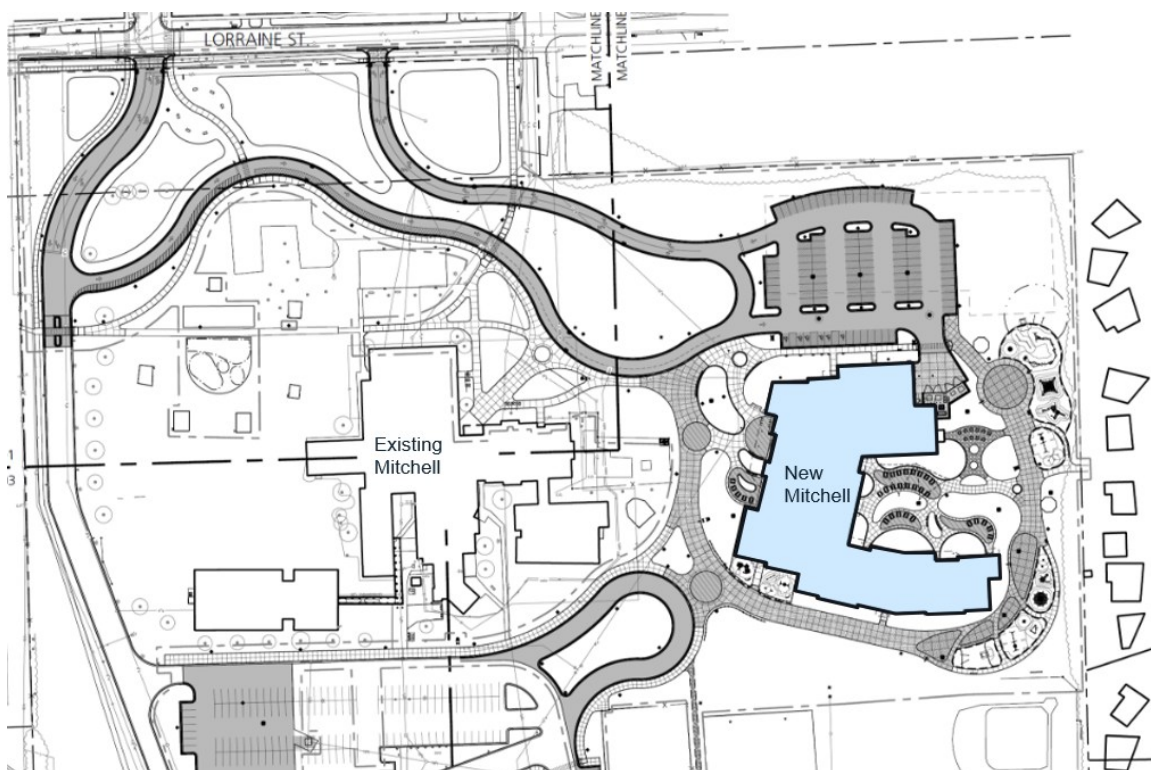 LORRAINE ST.
MATCHLINE
MATCHLINE
Existing
Mitchell
New
Mitchell